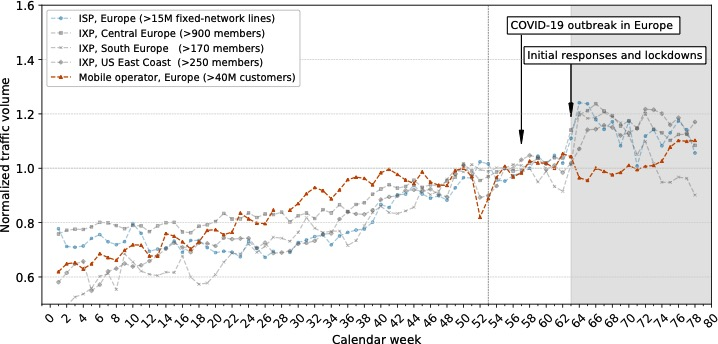 1.6
1.4
1.2
1.0
0.8
0.6
Normalized traffic volume
ISP, Europe (>15M fixed-network lines)
IXP, Central Europe (>900 members)
IXP, South Europe (>170 members)
IXP, US East Coast (>250 members)
Mobile operator, Europe (>40M customers)
COVID-19 outbreak in Europe
Initial responses and lockdowns
0 2 4 6 8 10 12 14 16 18 20 22 24 26 28 30 32 34 36 38 40 42 44 46 48 50 52 54 56 58 60 62 64 66 68 70 72 74 76 78 80
Calendar week